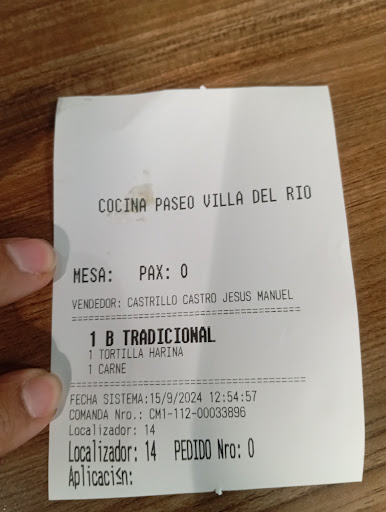 COCINA PASEO VILLA DEL RIO
MESA: PAX: 0
VENDEDOR: CASTRILLO CASTRO JESUS MANUEL
========================================
1 B TRADICIONAL
1 TORTILLA HARINA
1 CARNE
========================================
FECHA SISTEMA:15/9/2024 12:54:57
COMANDA Nro.: CM1-112-00033896
Localizador: 14
Localizador: 14 PEDIDO Nro: 0
Aplicaci≤n: